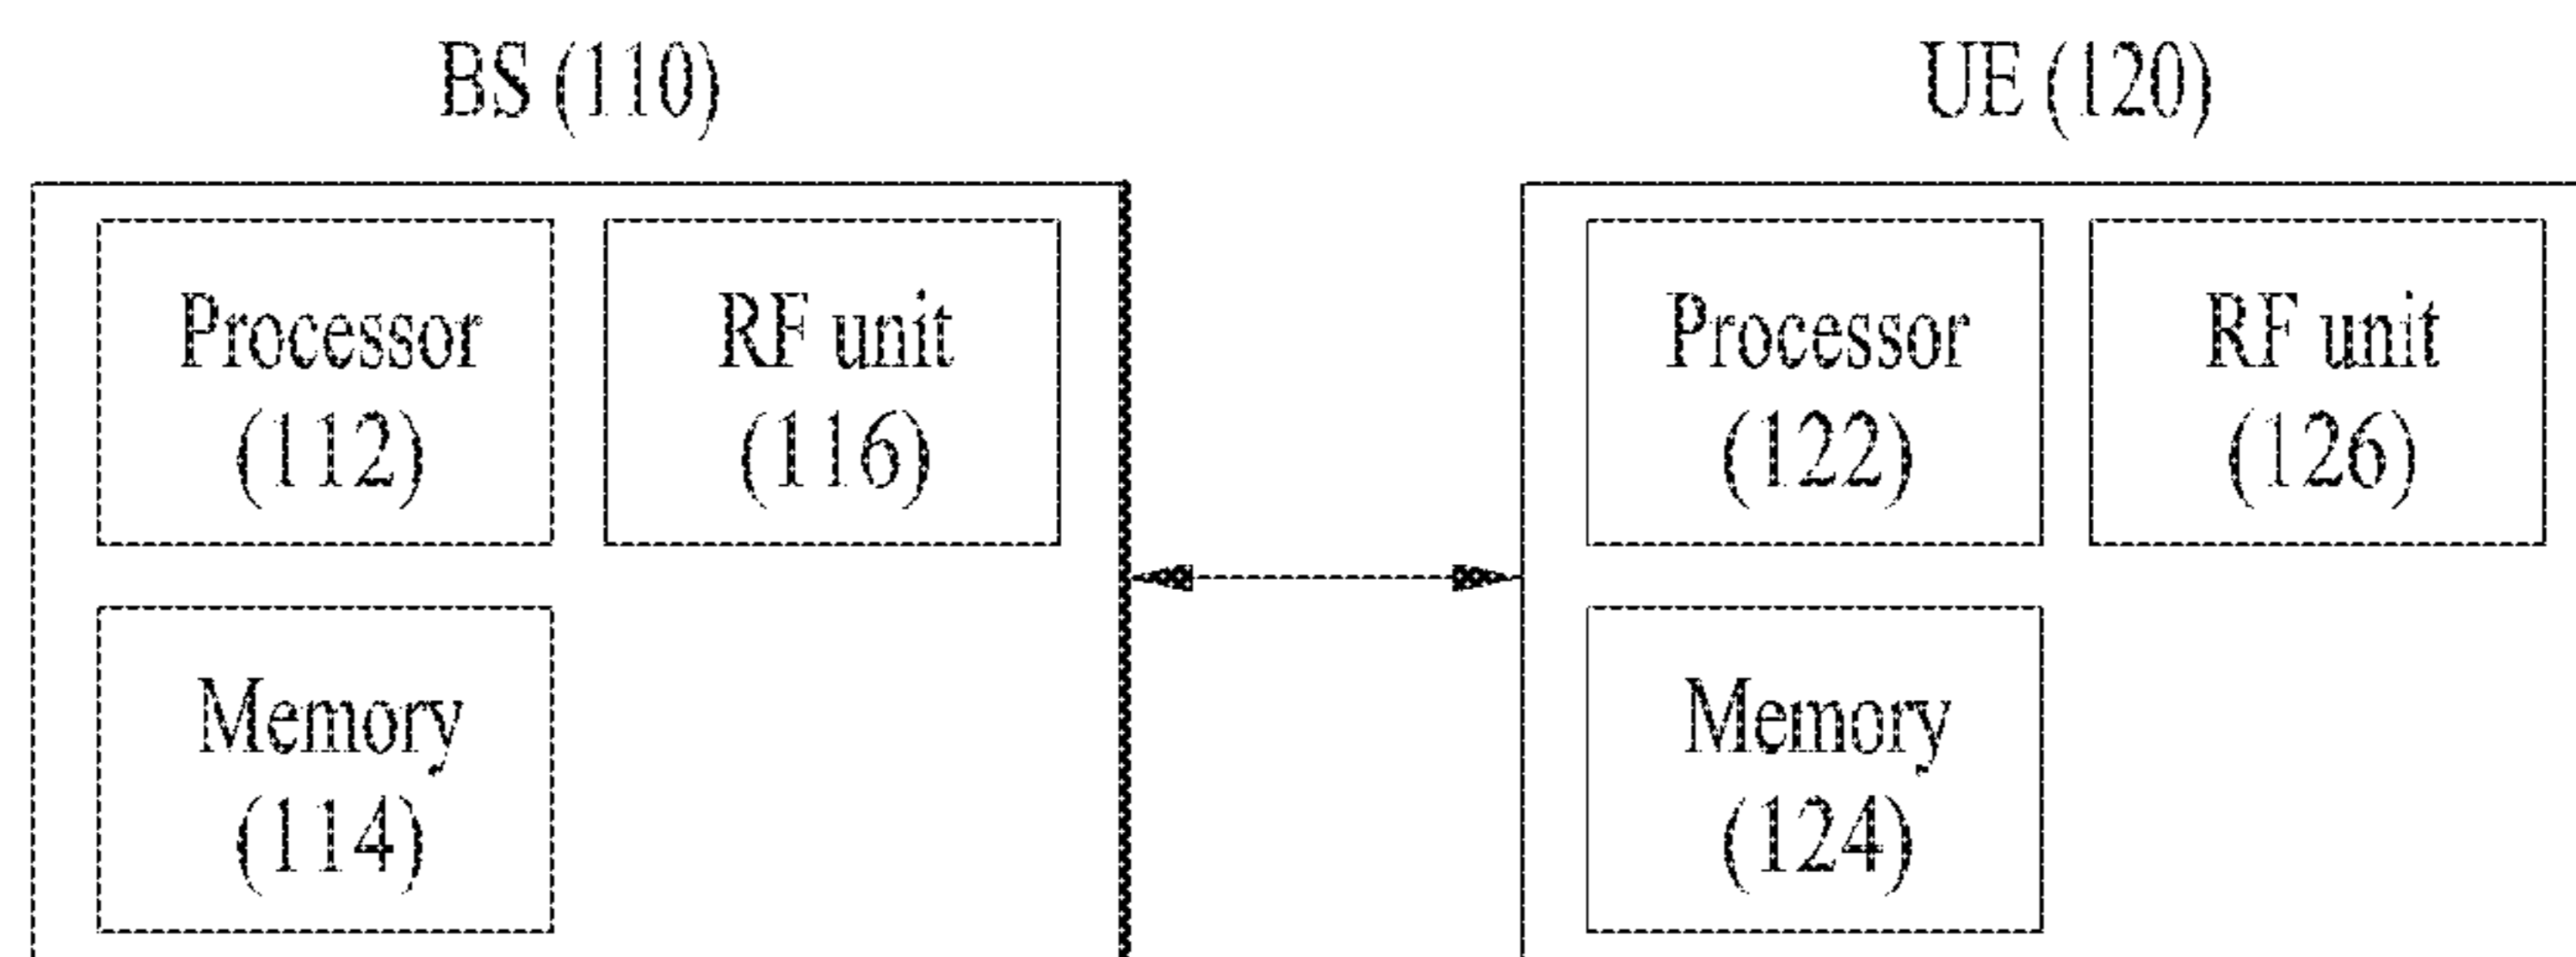 BS (110)
UE (120)
Processor
(112)
RF unit
(116)
Processor
(122)
RF unit
(126)
Memory
(114)
Memory
(124)